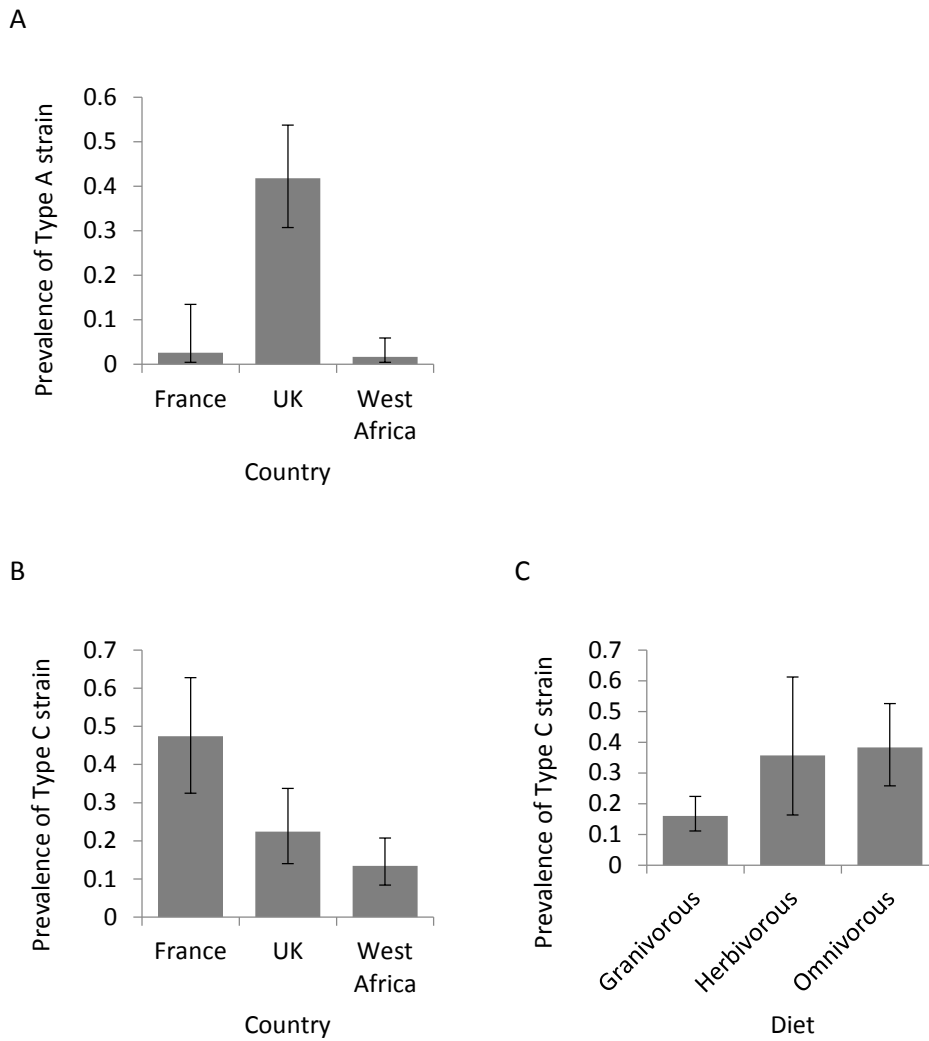 A
Prevalence of Type A strain
0.6
0.5
0.4
0.3
0.2
0.1
0
France
UK
West
Africa
Country
B
Prevalence of Type C strain
0.7
0.6
0.5
0.4
0.3
0.2
0.1
0
France
UK
West
Africa
Country
C
Prevalence of Type C strain
0.7
0.6
0.5
0.4
0.3
0.2
0.1
0
Granivorous
Herbivorous
Omnivorous
Diet